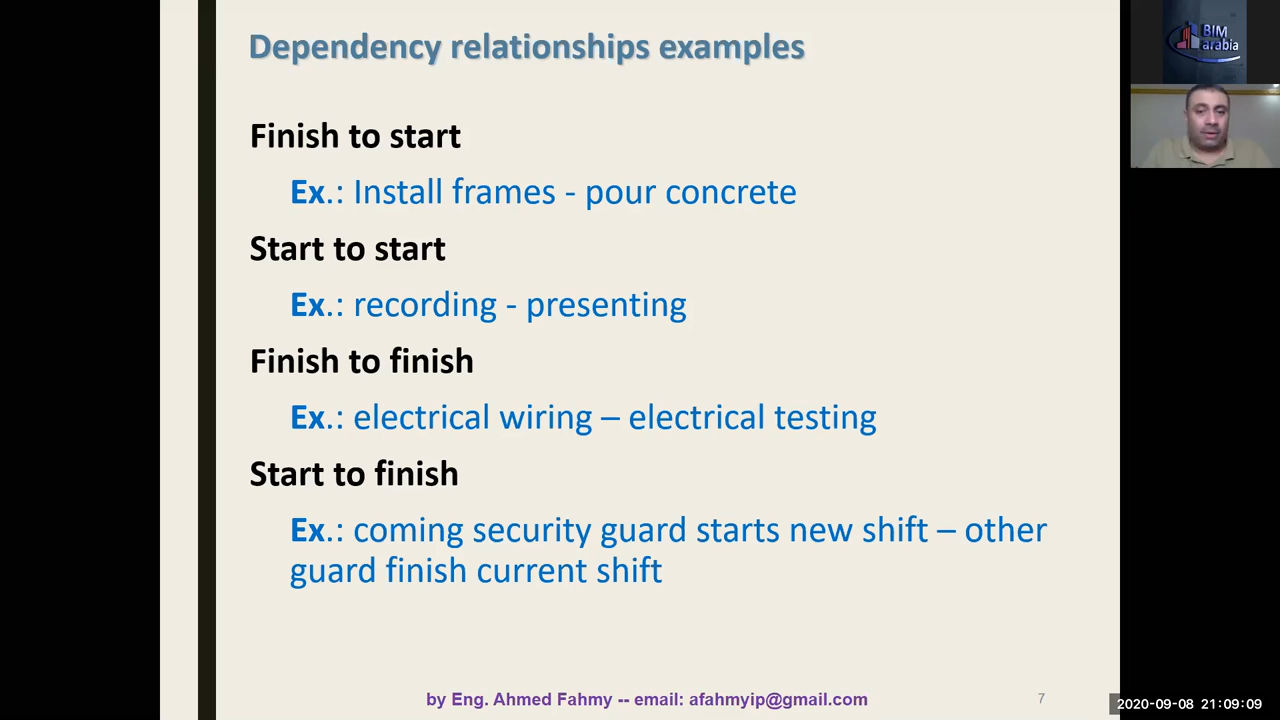 Dependency relationships examples
Finish to start
Ex.: Install frames - pour concrete
Start to start
Ex.: recording - presenting
Finish to finish
Ex.: electrical wiring – electrical testing
Start to finish
Ex.: coming security guard starts new shift – other
guard finish current shift
by Eng. Ahmed Fahmy -- email: afahmyip@gmail.com
7
BIM
arabia
2020-09-08 21:09:09